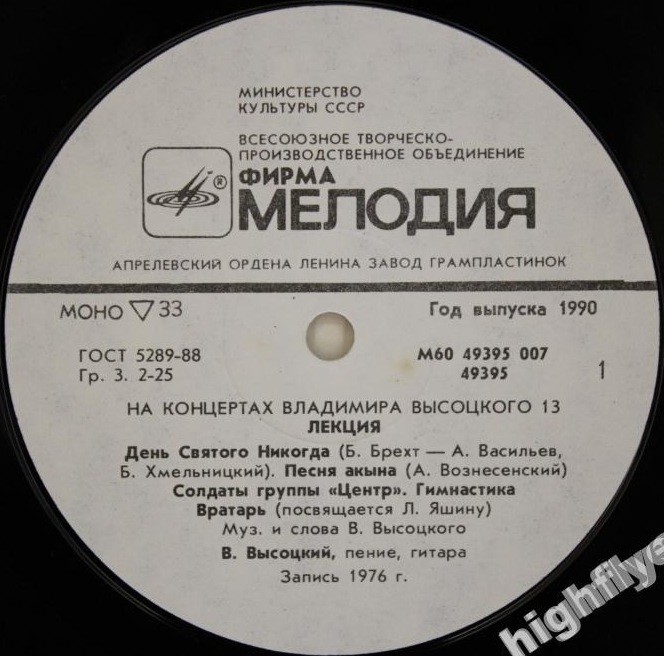 МИНИСТЕРСТВО
КУЛЬТУРЫ СССР
ВСЕСОЮЗНОЕ ТВОРЧЕСКО-
ПРОИЗВОДСТВЕННОЕ ОБЪЕДИНЕНИЕ
®
ФИРМА
МЕЛОДИЯ
АПРЕЛЕВСКИЙ ОРДЕНА ЛЕНИНА ЗАВОД ГРАМПЛАСТИНОК
МОНО ▽ 33
Год выпуска 1990
ГОСТ 5289-88
М60 49395 007
Гр. 3. 2-25
49395
1
НА КОНЦЕРТАХ ВЛАДИМИРА ВЫСОЦКОГО 13
ЛЕКЦИЯ
День Святого Никогда (Б. Брехт — А. Васильев,
Б. Хмельницкий). Песня акына (А. Вознесенский)
Солдаты группы «Центр». Гимнастика
Вратарь (посвящается Л. Яшину)
Муз. и слова В. Высоцкого
В. Высоцкий, пение, гитара
Запись 1976 г.
highflye